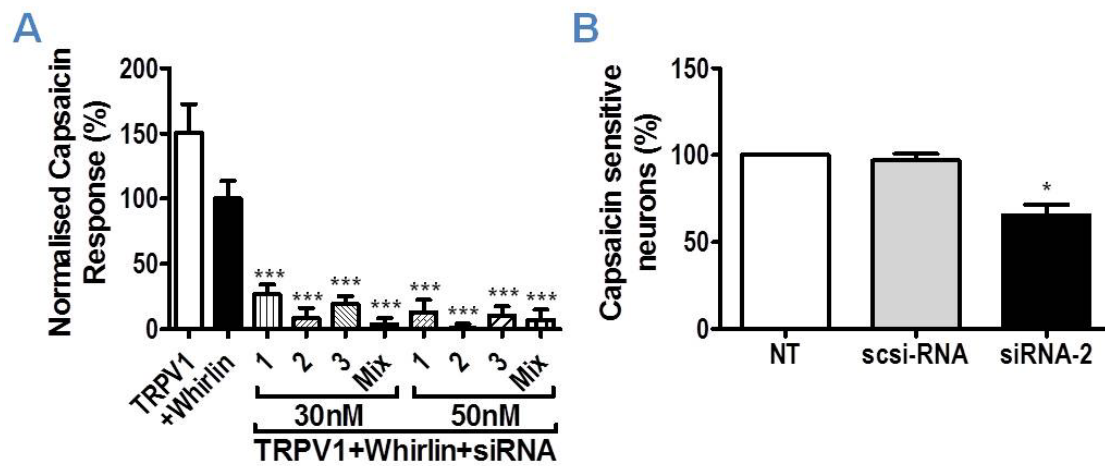 A
Normalised Capsaicin
Response (%)
200
150
100
50
0
***
***
***
***
***
***
***
***
TRPV1
+Whirlin
1
2
3
Mix
1
2
3
Mix
30nM
50nM
TRPV1+Whirlin+siRNA
B
Capsaicin sensitive
neurons (%)
150
100
50
0
*
NT
scsi-RNA
siRNA-2